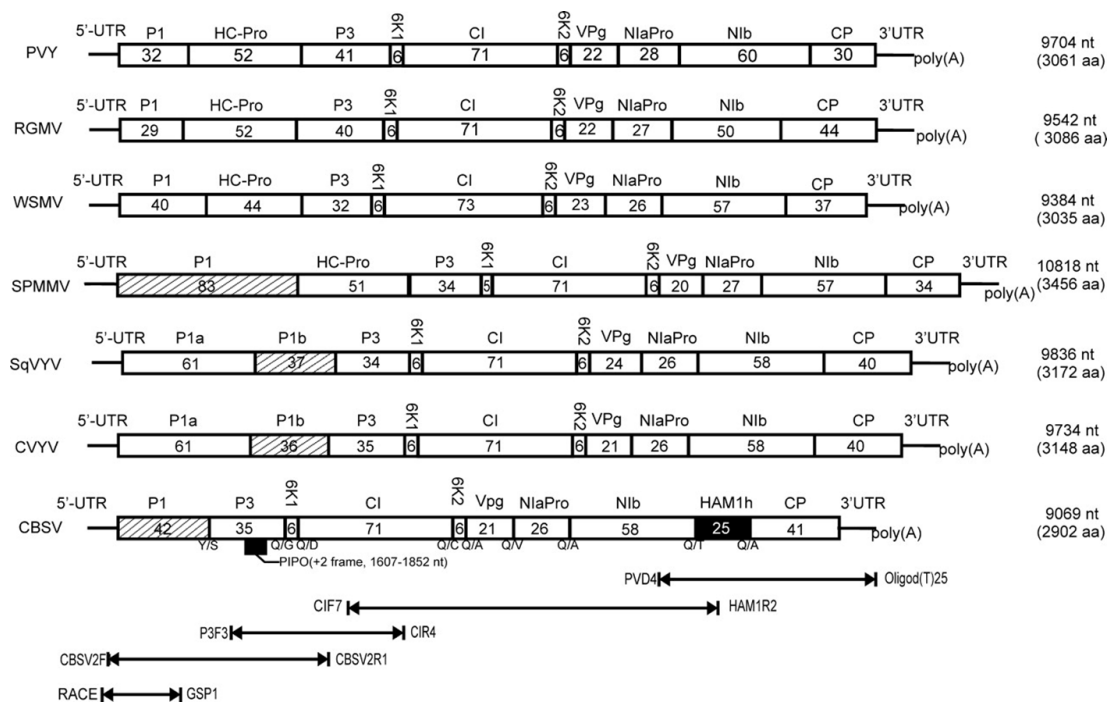 5’-UTR P1 HC-Pro P3 6K1 CI 6K2 VPg NIaPro NIb CP 3’UTR
PVY 32 52 41 6 71 6 22 28 60 30 poly(A) 9704 nt
(3061 aa)
5’-UTR P1 HC-Pro P3 6K1 CI 6K2 VPg NIaPro NIb CP 3’UTR
RGMV 29 52 40 6 71 6 22 27 50 44 poly(A) 9542 nt
( 3086 aa)
5’-UTR P1 HC-Pro P3 6K1 CI 6K2 VPg NIaPro NIb CP 3’UTR
WSMV 40 44 32 6 73 6 23 26 57 37 poly(A) 9384 nt
(3035 aa)
5’-UTR P1 HC-Pro P3 6K1 CI 6K2 VPg NIaPro NIb CP 3’UTR
SPMMV 83 51 34 5 71 6 20 27 57 34 poly(A) 10818 nt
(3456 aa)
5’-UTR P1a P1b P3 6K1 CI 6K2 VPg NIaPro NIb CP 3’UTR
SqVYV 61 37 34 6 71 6 24 26 58 40 poly(A) 9836 nt
(3172 aa)
5’-UTR P1a P1b P3 6K1 CI 6K2 VPg NIaPro NIb CP 3’UTR
CVYV 61 36 35 6 71 6 21 26 58 40 poly(A) 9734 nt
(3148 aa)
5’-UTR P1 P3 6K1 CI 6K2 Vpg NIaPro NIb HAM1h CP 3’UTR
CBSV 42 35 6 71 6 21 26 58 25 41 poly(A) 9069 nt
(2902 aa)
Y/S Q/G Q/D Q/C Q/A Q/V Q/A Q/T Q/A
PIPO(+2 frame, 1607-1852 nt)
PVD4 Oligod(T)25
CIF7 HAM1R2
P3F3 CIR4
CBSV2F CBSV2R1
RACE GSP1